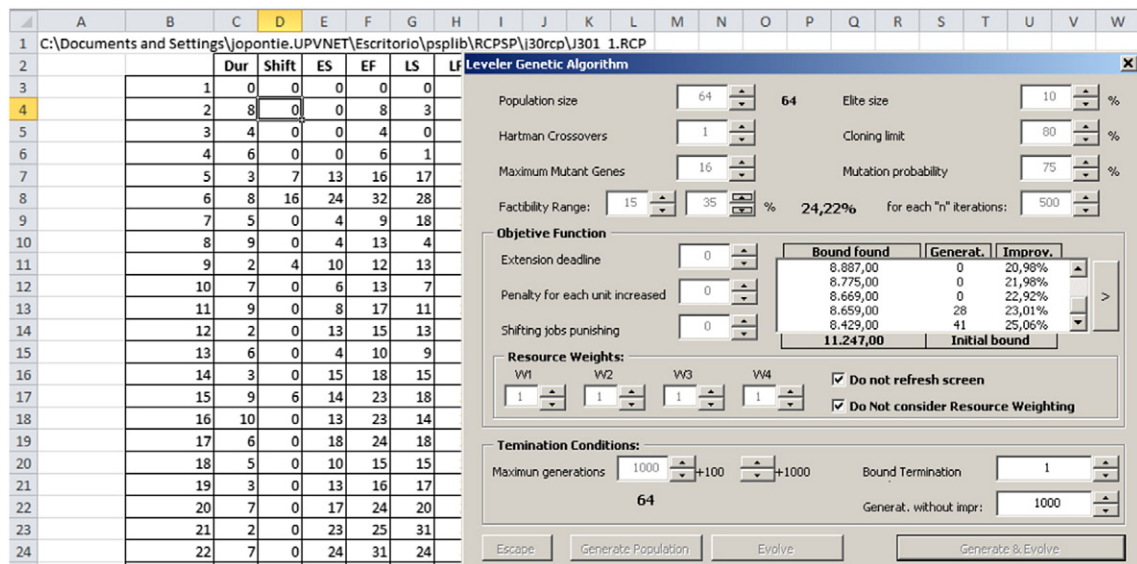 A B C D E F G H I J K L M N O P Q R S T U V W
1 C:\Documents and Settings\jopontie.UPVNET\Escritorio\psplib\RCPSP\j30rcp\J301_1.RCP
2 Dur Shift ES EF LS LF
3 1 0 0 0 0 0
4 2 8 0 0 8 3
5 3 4 0 0 4 0
6 4 6 0 0 6 1
7 5 3 7 13 16 17
8 6 8 16 24 32 28
9 7 5 0 4 9 18
10 8 9 0 4 13 4
11 9 2 4 10 12 13
12 10 7 0 6 13 7
13 11 9 0 8 17 11
14 12 2 0 13 15 13
15 13 6 0 4 10 9
16 14 3 0 15 18 15
17 15 9 6 14 23 18
18 16 10 0 13 23 14
19 17 6 0 18 24 18
20 18 5 0 10 15 15
21 19 3 0 13 16 17
22 20 7 0 17 24 20
23 21 2 0 23 25 31
24 22 7 0 24 31 24
Leveler Genetic Algorithm
Population size 64 64 Elite size 10 %
Hartman Crossovers 1 Cloning limit 80 %
Maximum Mutant Genes 16 Mutation probability 75 %
Factibility Range: 15 35 % 24,22% for each "n" iterations: 500
Objetive Function
Extension deadline 0
Penalty for each unit increased 0
Shifting jobs punishing 0
Bound found Generat. Improv.
8.887,00 0 20,98%
8.775,00 0 21,98%
8.669,00 0 22,92%
8.659,00 28 23,01%
8.429,00 41 25,06%
11.247,00 Initial bound
>
Resource Weights:
W1 W2 W3 W4
1 1 1 1
Do not refresh screen
Do Not consider Resource Weighting
Temination Conditions:
Maximun generations 1000 +100 +1000 Bound Termination 1
64 Generat. without impr: 1000
Escape Generate Population Evolve Generate & Evolve